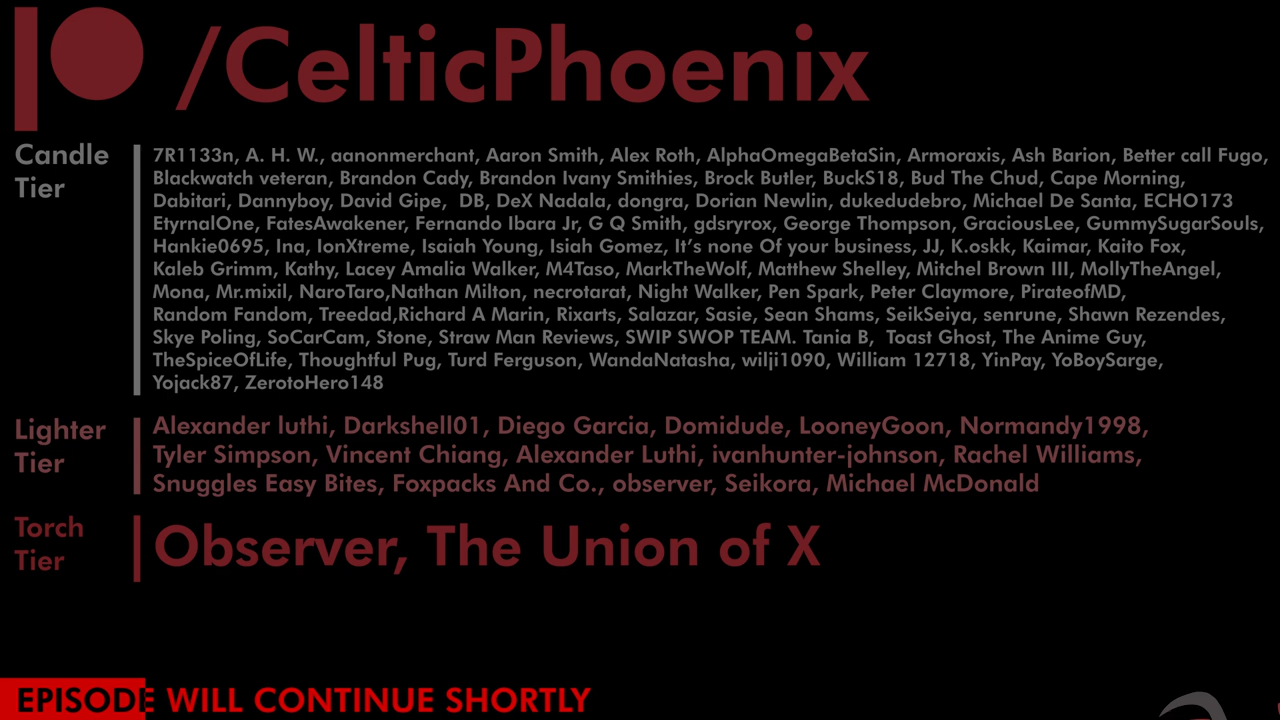 /CelticPhoenix
Candle
Tier
7R1133n, A. H. W., aanonmerchant, Aaron Smith, Alex Roth, AlphaOmegaBetaSin, Armoraxis, Ash Barion, Better call Fugo,
Blackwatch veteran, Brandon Cady, Brandon Ivany Smithies, Brock Butler, BuckS18, Bud The Chud, Cape Morning,
Dabitari, Dannyboy, David Gipe,  DB, DeX Nadala, dongra, Dorian Newlin, dukedudebro, Michael De Santa, ECHO173
EtyrnalOne, FatesAwakener, Fernando Ibara Jr, G Q Smith, gdsryrox, George Thompson, GraciousLee, GummySugarSouls,
Hankie0695, Ina, IonXtreme, Isaiah Young, Isiah Gomez, It's none Of your business, JJ, K.oskk, Kaimar, Kaito Fox,
Kaleb Grimm, Kathy, Lacey Amalia Walker, M4Taso, MarkTheWolf, Matthew Shelley, Mitchel Brown III, MollyTheAngel,
Mona, Mr.mixil, NaroTaro,Nathan Milton, necrotarat, Night Walker, Pen Spark, Peter Claymore, PirateofMD,
Random Fandom, Treedad,Richard A Marin, Rixarts, Salazar, Sasie, Sean Shams, SeikSeiya, senrune, Shawn Rezendes,
Skye Poling, SoCarCam, Stone, Straw Man Reviews, SWIP SWOP TEAM. Tania B,  Toast Ghost, The Anime Guy,
TheSpiceOfLife, Thoughtful Pug, Turd Ferguson, WandaNatasha, wilji1090, William 12718, YinPay, YoBoySarge,
Yojack87, ZerotoHero148
Lighter
Tier
Alexander luthi, Darkshell01, Diego Garcia, Domidude, LooneyGoon, Normandy1998,
Tyler Simpson, Vincent Chiang, Alexander Luthi, ivanhunter-johnson, Rachel Williams,
Snuggles Easy Bites, Foxpacks And Co., observer, Seikora, Michael McDonald
Torch
Tier
Observer, The Union of X
EPISODE WILL CONTINUE SHORTLY